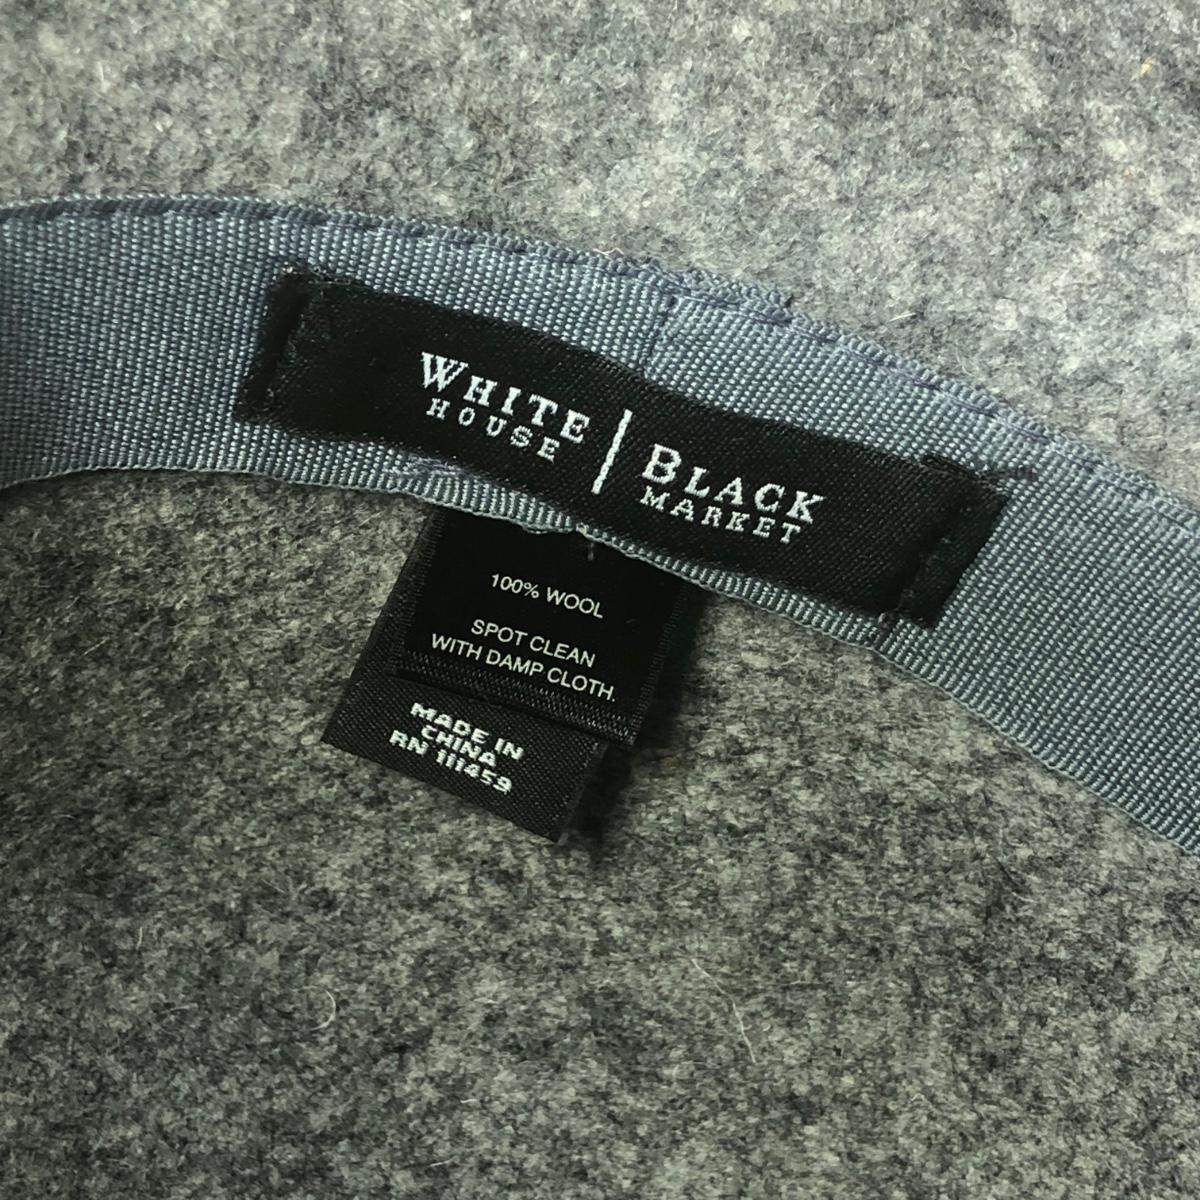 WHITE
HOUSE
BLACK
MARKET
100% WOOL
SPOT CLEAN
WITH DAMP CLOTH.
MADE IN
CHINA
RN 111459